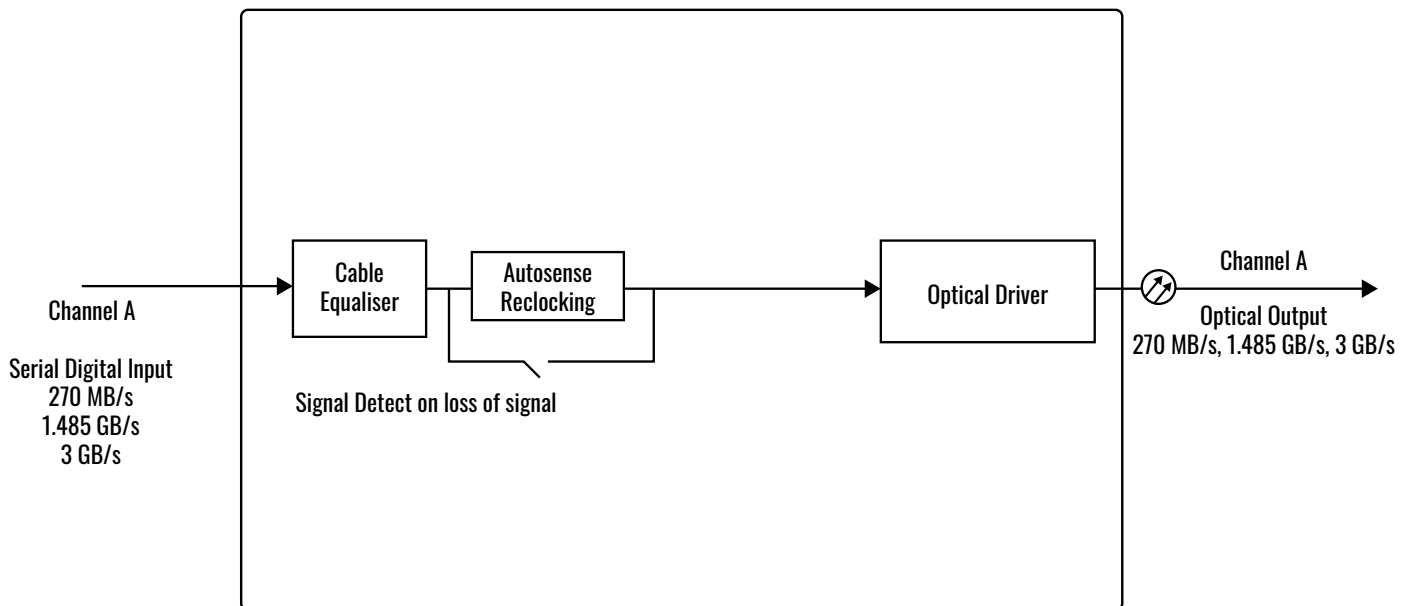 Channel A
Serial Digital Input
270 MB/s
1.485 GB/s
3 GB/s
Cable
Equaliser
Autosense
Reclocking
Signal Detect on loss of signal
Optical Driver
Channel A
Optical Output
270 MB/s, 1.485 GB/s, 3 GB/s